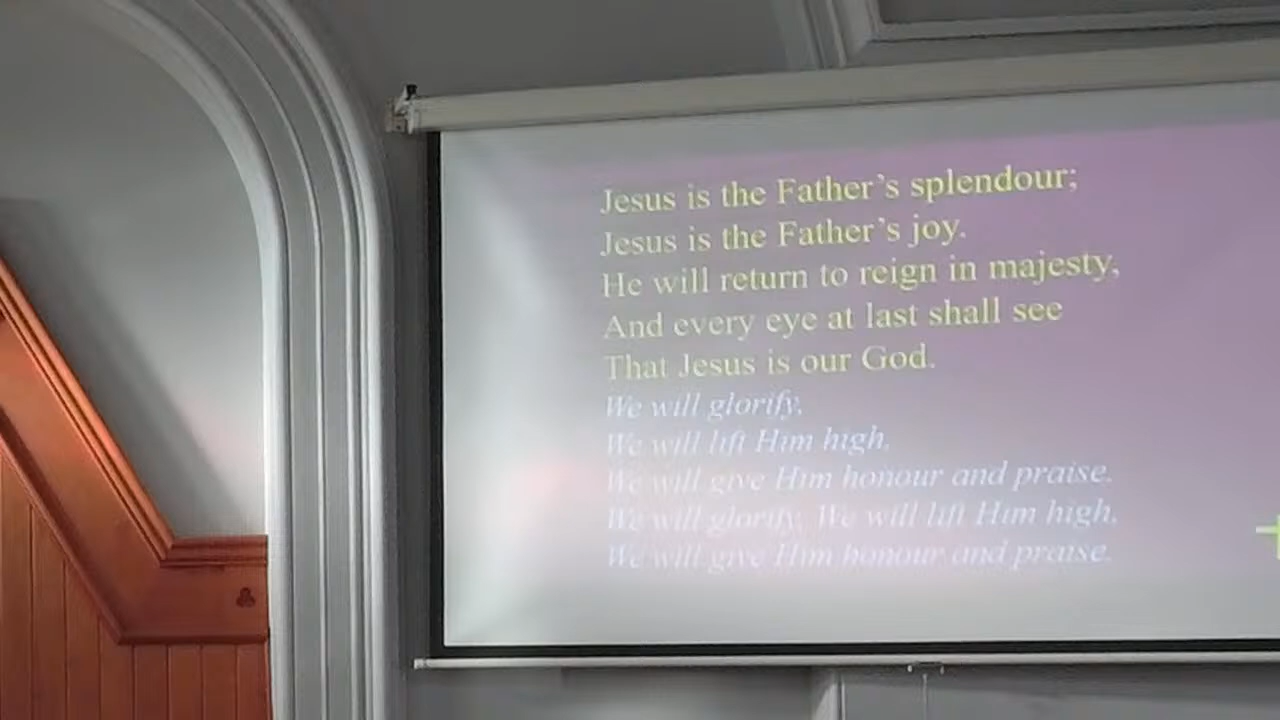 Jesus is the Father's splendour;
Jesus is the Father's joy.
He will return to reign in majesty,
And every eye at last shall see
That Jesus is our God.
We will glorify,
We will lift Him high,
We will give Him honour and praise.
We will glorify, We will lift Him high,
We will give Him honour and praise.